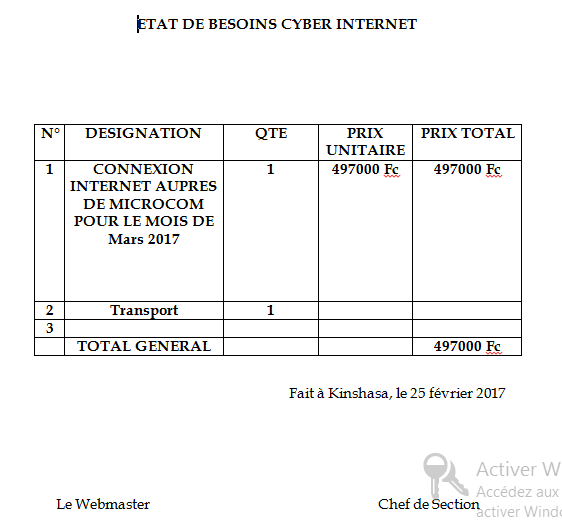 ETAT DE BESOINS CYBER INTERNET
N° DESIGNATION QTE PRIX UNITAIRE PRIX TOTAL
1 CONNEXION 1 497000 Fc 497000 Fc
INTERNET AUPRES
DE MICROCOM
POUR LE MOIS DE
Mars 2017
2 Transport 1
3
TOTAL GENERAL 497000 Fc
Fait à Kinshasa, le 25 février 2017
Activer W
Accédez aux
Le Webmaster Chef de Section
activer Windo